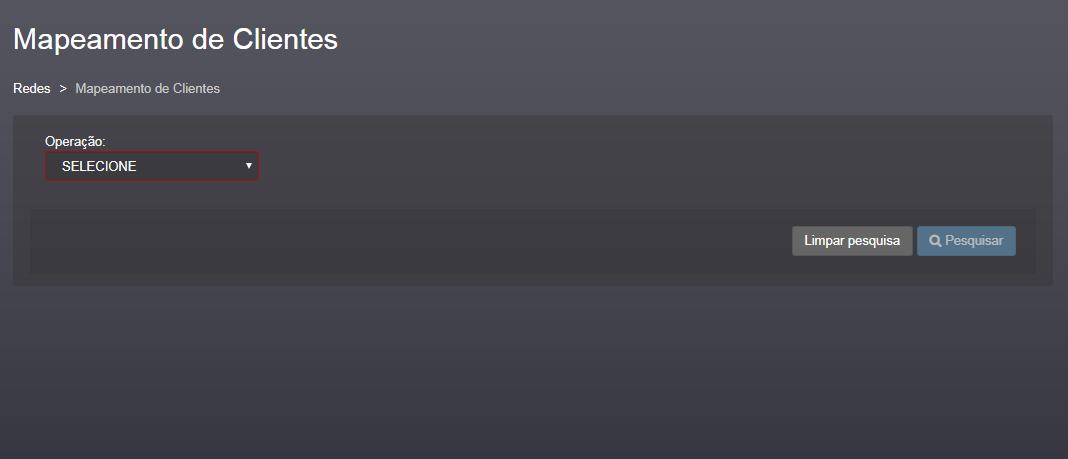 Mapeamento de Clientes
Redes > Mapeamento de Clientes
Operação:
SELECIONE
Limpar pesquisa Pesquisar